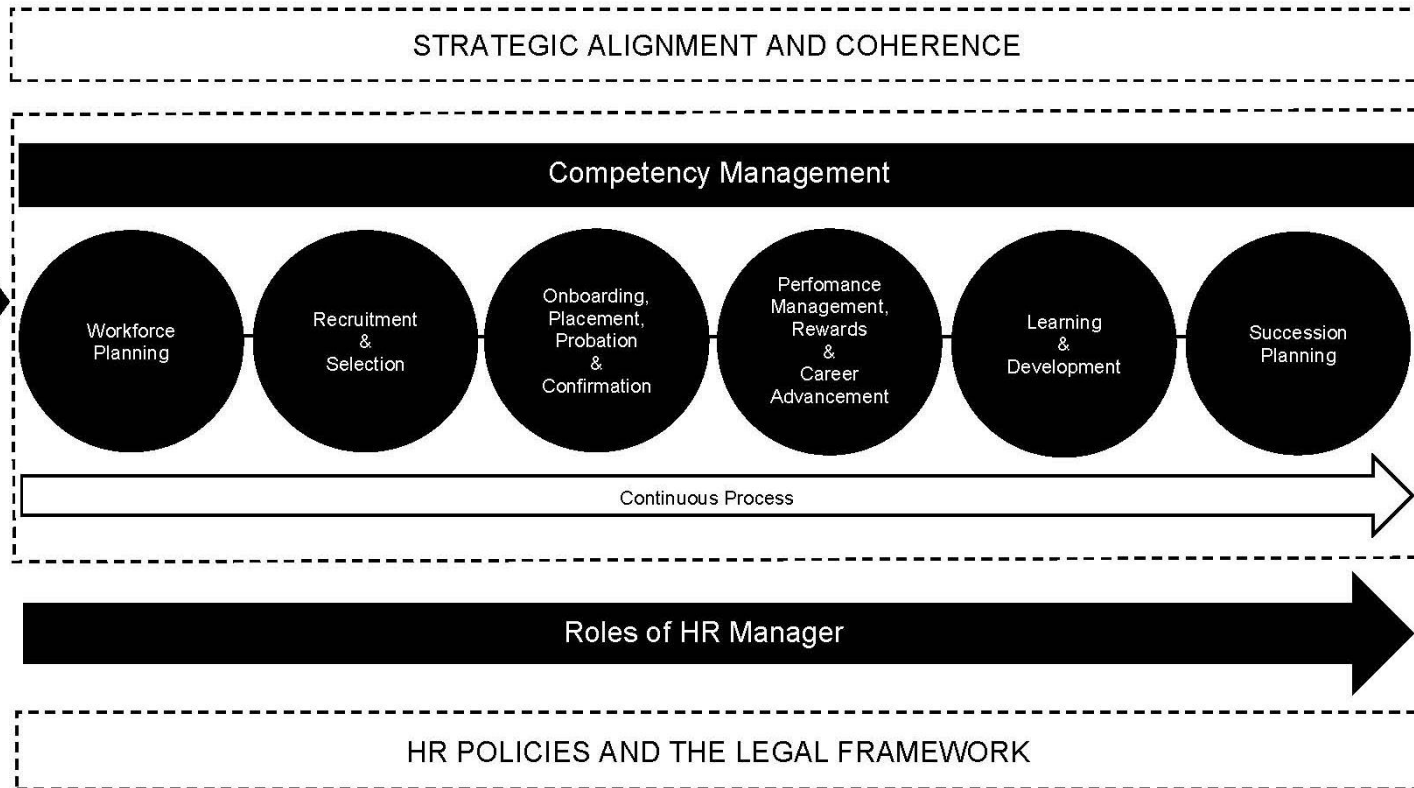 STRATEGIC ALIGNMENT AND COHERENCE
Competency Management
Workforce
Planning
Recruitment
&
Selection
Onboarding,
Placement,
Probation
&
Confirmation
Perfomance
Management,
Rewards
&
Career
Advancement
Learning
&
Development
Succession
Planning
Continuous Process
Roles of HR Manager
HR POLICIES AND THE LEGAL FRAMEWORK